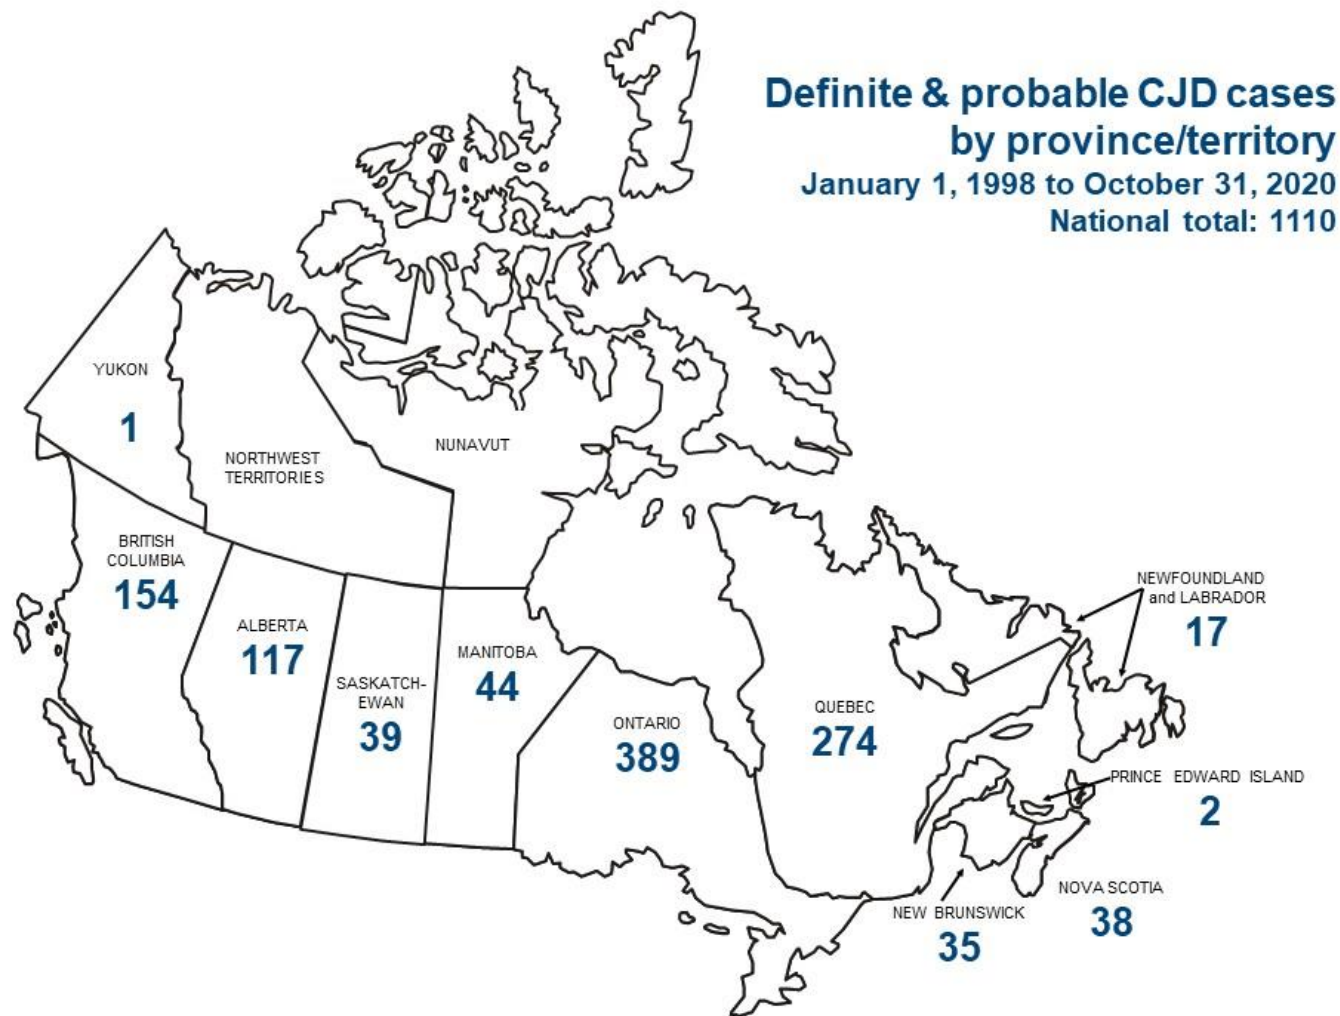 Definite & probable CJD cases
by province/territory
January 1, 1998 to October 31, 2020
National total: 1110
YUKON
1
NORTHWEST
TERRITORIES
NUNAVUT
BRITISH
COLUMBIA
154
ALBERTA
117
SASKATCH-
EWAN
39
MANITOBA
44
ONTARIO
389
QUEBEC
274
NEWFOUNDLAND
and LABRADOR
17
PRINCE EDWARD ISLAND
2
NOVA SCOTIA
38
NEW BRUNSWICK
35